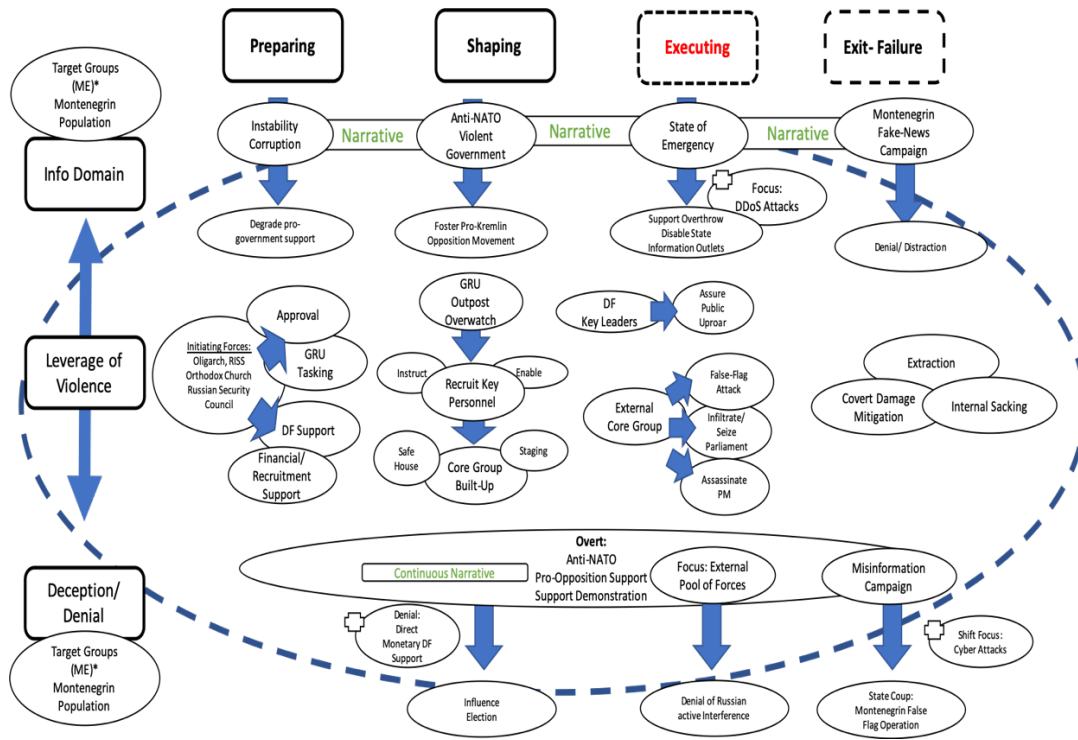 Preparing
Shaping
Executing
Exit- Failure
Target Groups
(ME)*
Montenegrin
Population
Info Domain
Instability
Corruption
Narrative
Anti-NATO
Violent
Government
Narrative
State of
Emergency
Narrative
Montenegrin
Fake-News
Campaign
Focus:
DDoS Attacks
Degrade pro-
government support
Foster Pro-Kremlin
Opposition Movement
Support Overthrow
Disable State
Information Outlets
Denial/ Distraction
Leverage of
Violence
Initiating Forces:
Oligarch, RISS
Orthodox Church
Russian Security
Council
Approval
GRU
Tasking
DF Support
Financial/
Recruitment
Support
GRU
Outpost
Overwatch
Instruct
Enable
Recruit Key
Personnel
Safe
House
Staging
Core Group
Built-Up
DF
Key Leaders
Assure
Public
Uproar
External
Core Group
False-Flag
Attack
Infiltrate/
Seize
Parliament
Assassinate
PM
Extraction
Covert Damage
Mitigation
Internal Sacking
Deception/
Denial
Target Groups
(ME)*
Montenegrin
Population
Overt:
Anti-NATO
Pro-Opposition Support
Support Demonstration
Continuous Narrative
Focus: External
Pool of Forces
Misinformation
Campaign
Denial:
Direct
Monetary DF
Support
Shift Focus:
Cyber Attacks
Influence
Election
Denial of Russian
active Interference
State Coup:
Montenegrin False
Flag Operation